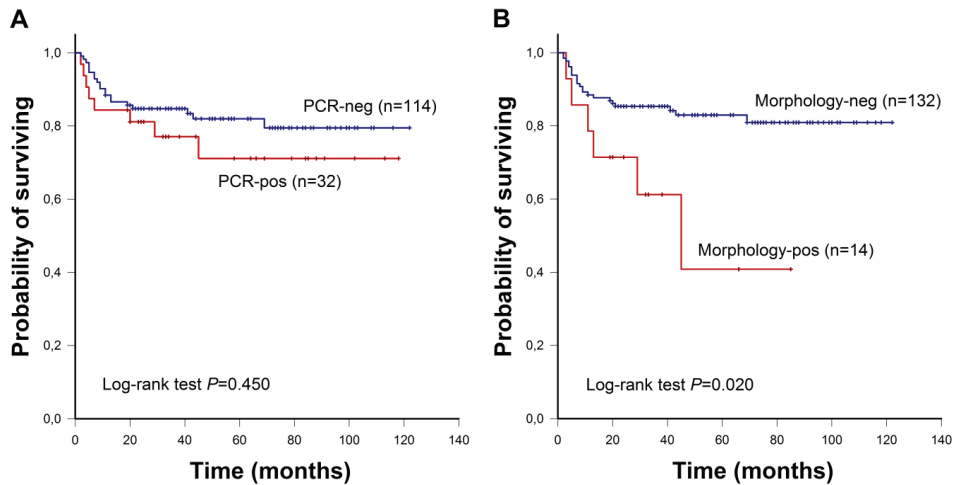 A
Probability of surviving
1,0
0,8
0,6
0,4
0,2
0,0
PCR-neg (n=114)
PCR-pos (n=32)
Log-rank test P=0.450
0 20 40 60 80 100 120 140
Time (months)
B
Probability of surviving
1,0
0,8
0,6
0,4
0,2
0,0
Morphology-neg (n=132)
Morphology-pos (n=14)
Log-rank test P=0.020
0 20 40 60 80 100 120 140
Time (months)